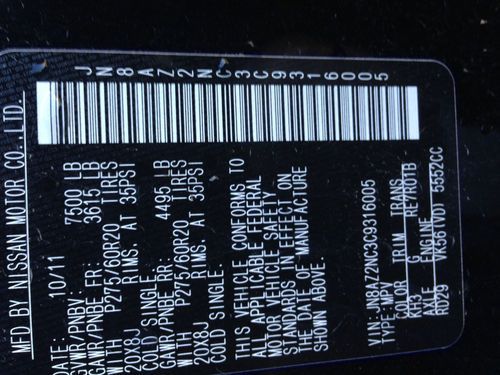 MFD BY NISSAN MOTOR CO., LTD.
JN8AZ2NC3C9316005
DATE: 10/11
GVWR/PNBV: 7500 LB
GAWR/PNBE FR: 3615 LB
WITH P275/60R20 TIRES
20X8J RIMS. AT 35PSI
COLD SINGLE.
GAWR/PNBE RR: 4495 LB
WITH P275/60R20 TIRES
20X8J RIMS. AT 35PSI
COLD SINGLE.
THIS VEHICLE CONFORMS TO
ALL APPLICABLE FEDERAL
MOTOR VEHICLE SAFETY
STANDARDS IN EFFECT ON
THE DATE OF MANUFACTURE
SHOWN ABOVE.
VIN:JN8AZ2NC3C9316005
TYPE:MPV
COLOR TRIM TRANS
KH3 G RE7R01B
AXLE ENGINE
R029 VK56(VD) 5552CC